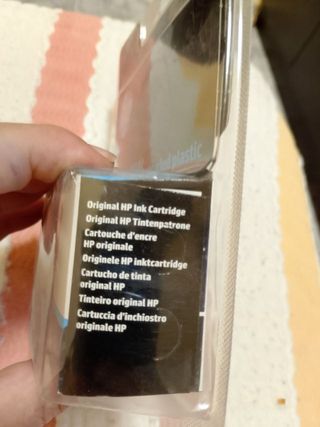 plastic
Original HP Ink Cartridge
Original HP Tintenpatrone
Cartouche d'encre
HP originale
Originele HP inktcartridge
Cartucho de tinta
original HP
Tinteiro original HP
Cartuccia d'inchiostro
originale HP